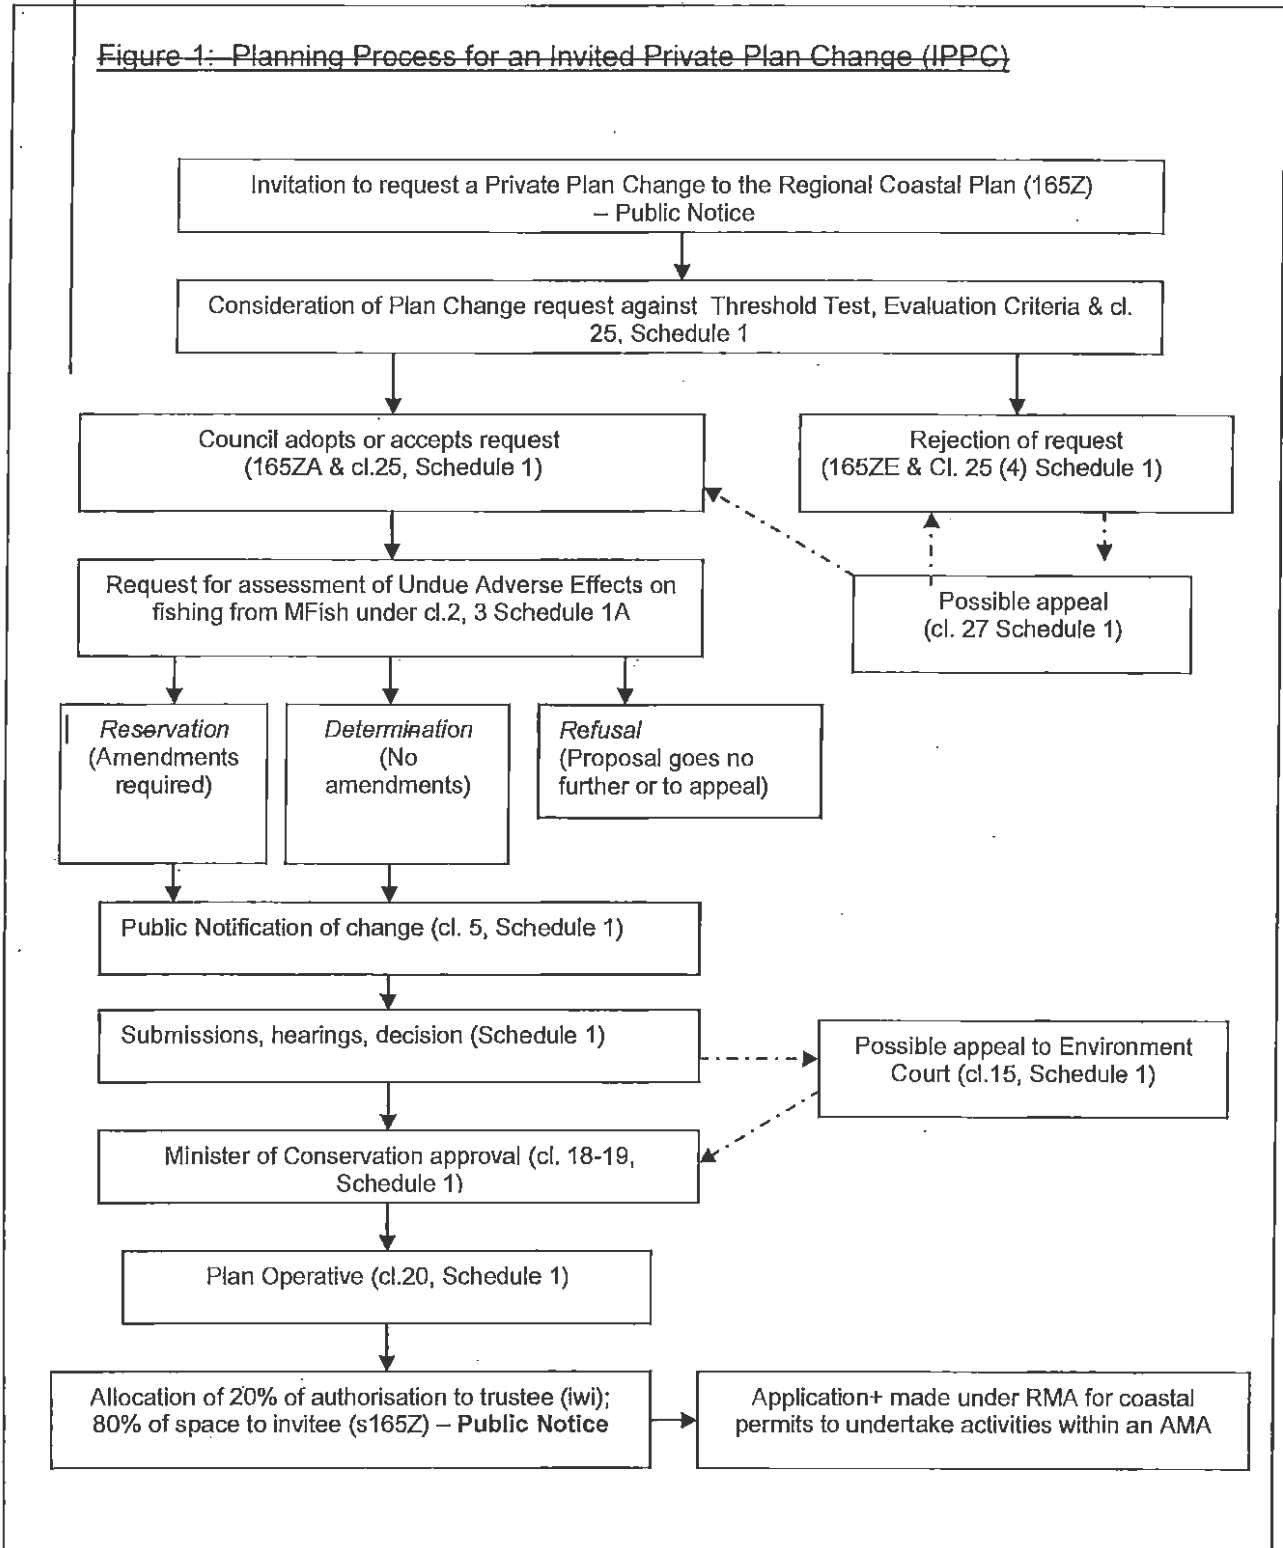 Figure 1: Planning Process for an Invited Private Plan Change (IPPC)
Invitation to request a Private Plan Change to the Regional Coastal Plan (165Z)
– Public Notice
Consideration of Plan Change request against Threshold Test, Evaluation Criteria & cl.
25, Schedule 1
Council adopts or accepts request
(165ZA & cl.25, Schedule 1)
Rejection of request
(165ZE & Cl. 25 (4) Schedule 1)
Request for assessment of Undue Adverse Effects on
fishing from MFish under cl.2, 3 Schedule 1A
Possible appeal
(cl. 27 Schedule 1)
Reservation
(Amendments
required)
Determination
(No
amendments)
Refusal
(Proposal goes no
further or to appeal)
Public Notification of change (cl. 5, Schedule 1)
Submissions, hearings, decision (Schedule 1)
Possible appeal to Environment
Court (cl.15, Schedule 1)
Minister of Conservation approval (cl. 18-19,
Schedule 1)
Plan Operative (cl.20, Schedule 1)
Allocation of 20% of authorisation to trustee (iwi);
80% of space to invitee (s165Z) – Public Notice
Application+ made under RMA for coastal
permits to undertake activities within an AMA